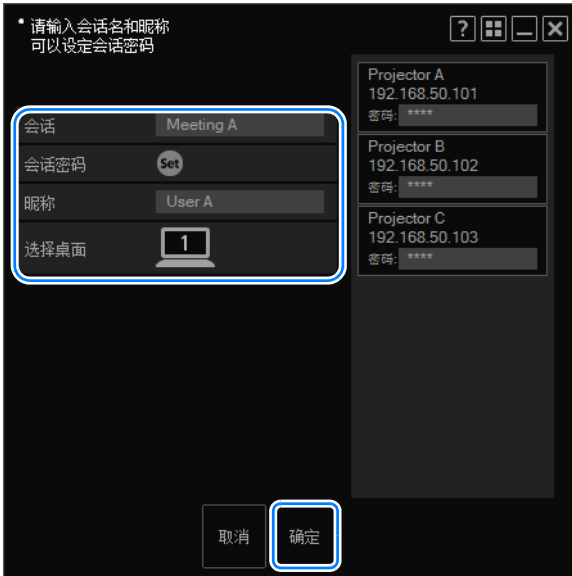 • 请输入会话名和昵称
可以设定会话密码
?
会话 Meeting A
会话密码 Set
昵称 User A
选择桌面 1
Projector A
192.168.50.101
密码: ****
Projector B
192.168.50.102
密码: ****
Projector C
192.168.50.103
密码: ****
取消 确定